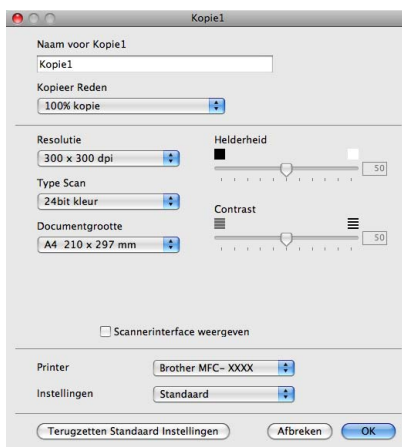 Kopie1
Naam voor Kopie1
Kopie1
Kopieer Reden
100% kopie
Resolutie
300 x 300 dpi
Type Scan
24bit kleur
Documentgrootte
A4 210 x 297 mm
Helderheid
50
Contrast
50
Scannerinterface weergeven
Printer
Brother MFC- XXXX
Instellingen
Standaard
Terugzetten Standaard Instellingen
Afbreken
OK